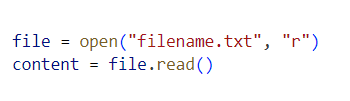 file = open("filename.txt", "r")
content = file.read()